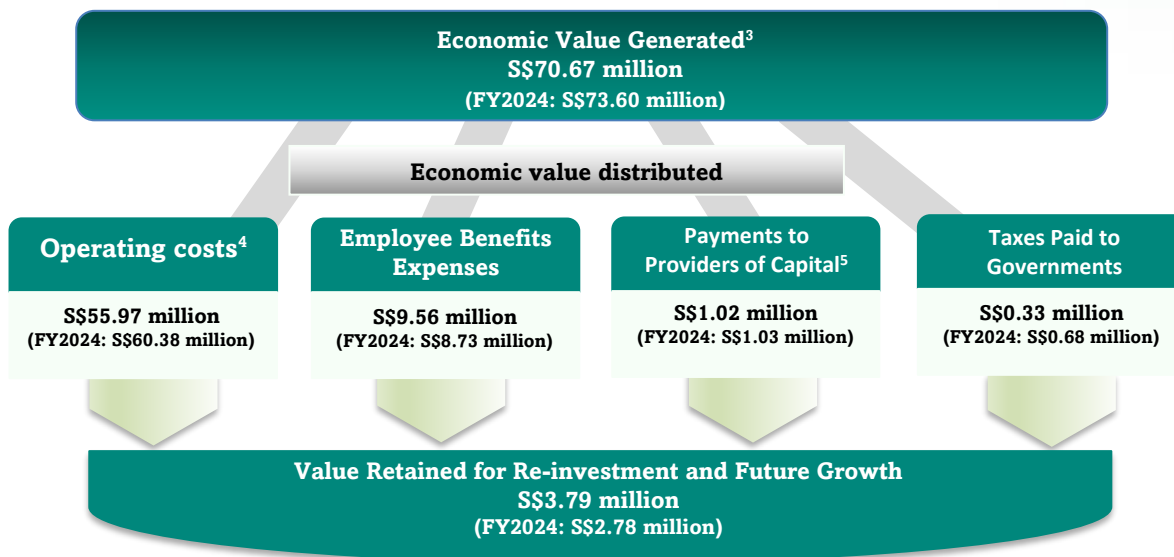 Economic Value Generated³
S$70.67 million
(FY2024: S$73.60 million)
Economic value distributed
Operating costs⁴
S$55.97 million
(FY2024: S$60.38 million)
Employee Benefits
Expenses
S$9.56 million
(FY2024: S$8.73 million)
Payments to
Providers of Capital⁵
S$1.02 million
(FY2024: S$1.03 million)
Taxes Paid to
Governments
S$0.33 million
(FY2024: S$0.68 million)
Value Retained for Re-investment and Future Growth
S$3.79 million
(FY2024: S$2.78 million)